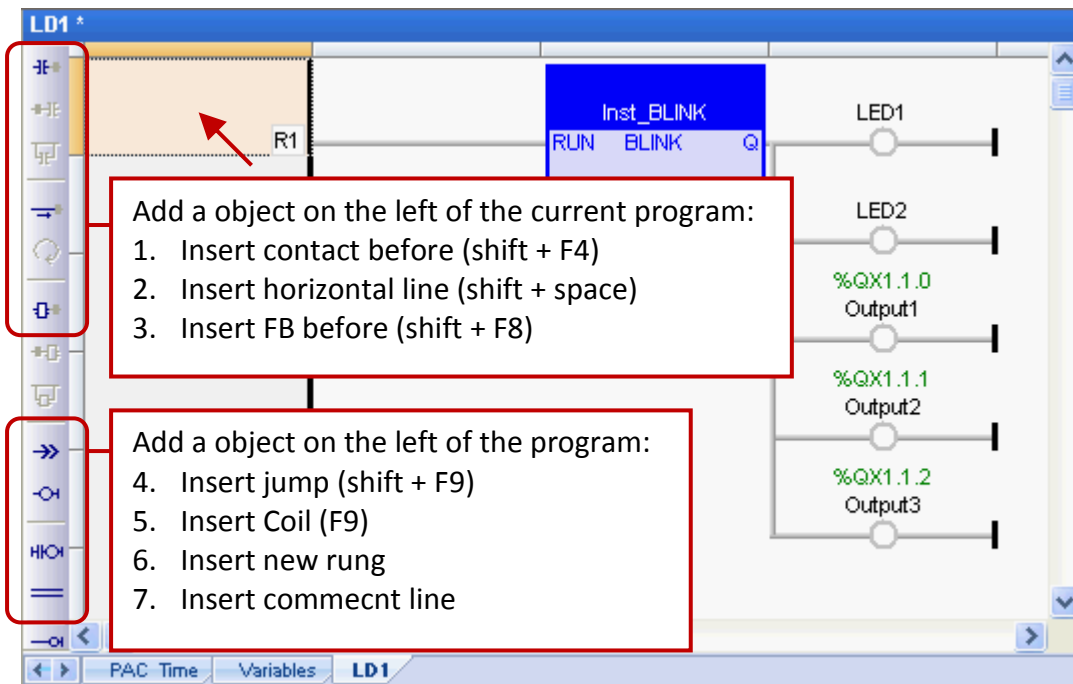 LD1 *
R1
Inst_BLINK
RUN BLINK Q
LED1
LED2
%QX1.1.0
Output1
%QX1.1.1
Output2
%QX1.1.2
Output3
Add a object on the left of the current program:
1. Insert contact before (shift + F4)
2. Insert horizontal line (shift + space)
3. Insert FB before (shift + F8)
Add a object on the left of the program:
4. Insert jump (shift + F9)
5. Insert Coil (F9)
6. Insert new rung
7. Insert commecnt line
PAC Time Variables LD1